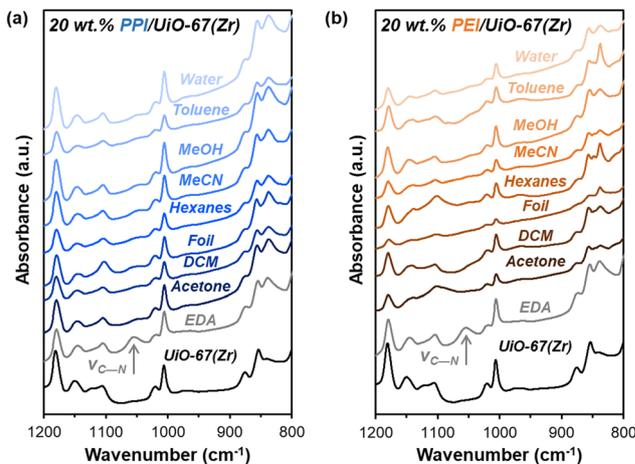 (a)
20 wt.% PPI/UiO-67(Zr)
Absorbance (a.u.)
Water
Toluene
MeOH
MeCN
Hexanes
Foil
DCM
Acetone
EDA
νC—N
UiO-67(Zr)
1200 1100 1000 900 800
Wavenumber (cm-1)
(b)
20 wt.% PEI/UiO-67(Zr)
Absorbance (a.u.)
Water
Toluene
MeOH
MeCN
Hexanes
Foil
DCM
Acetone
EDA
νC—N
UiO-67(Zr)
1200 1100 1000 900 800
Wavenumber (cm-1)